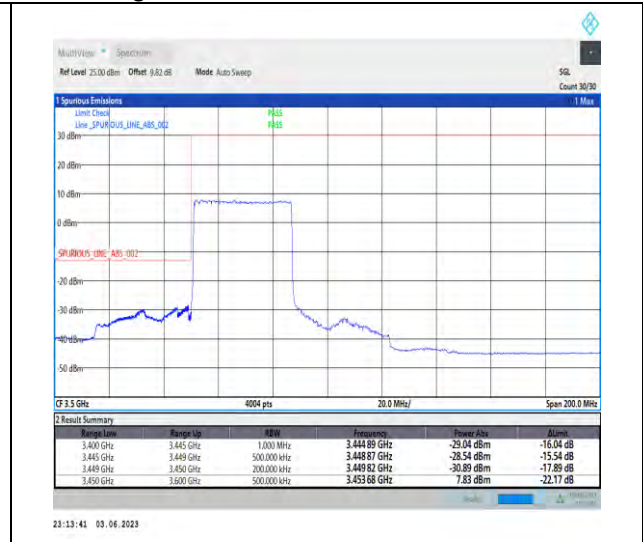 MultiView Spectrum
Ref Level 25.00 dBm Offset 9.82 dB Mode Auto Sweep SGL
Count 30/30
1 Spurious Emissions 1 Max
Limit Check PASS
Line _SPURIOUS_LINE_ABS_002 PASS
30 dBm
20 dBm
10 dBm
0 dBm
_SPURIOUS_LINE_ABS_002
-20 dBm
-30 dBm
-40 dBm
-50 dBm
CF 3.5 GHz 4004 pts 20.0 MHz/ Span 200.0 MHz
2 Result Summary
Range Low Range Up RBW Frequency Power Abs ΔLimit
3.400 GHz 3.445 GHz 1.000 MHz 3.444 89 GHz -29.04 dBm -16.04 dB
3.445 GHz 3.449 GHz 500.000 kHz 3.448 87 GHz -28.54 dBm -15.54 dB
3.449 GHz 3.450 GHz 200.000 kHz 3.449 82 GHz -30.89 dBm -17.89 dB
3.450 GHz 3.600 GHz 500.000 kHz 3.453 68 GHz 7.83 dBm -22.17 dB
23:13:41 03.06.2023